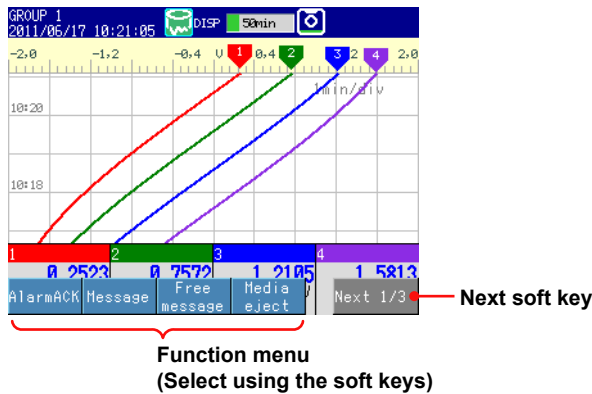 GROUP 1
2011/06/17 10:21:05 DISP 50min
-2,0 -1,2 -0,4 V 1 0,4 2 3 2 4 2,0
1min/div
10:20
10:18
1 2 3 4
0.2523 0.7572 1.2105 1.5813
AlarmACK Message Free message Media eject V Next 1/3
Next soft key
Function menu
(Select using the soft keys)